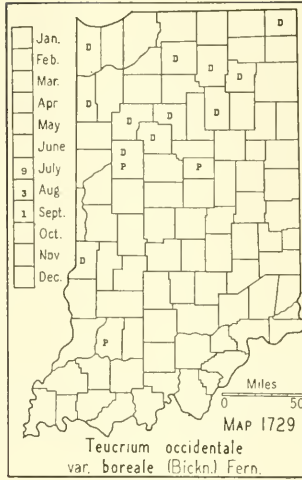 Jan.
Feb.
Mar.
Apr
May
June
9 July
3 Aug
1 Sept.
Oct.
Nov
Dec.
D
D
D
D
D
D
D
D
D
D
D
P
P
D
P
Miles
0 50
MAP 1729
Teucrium occidentale
var. boreale (Bickn.) Fern.